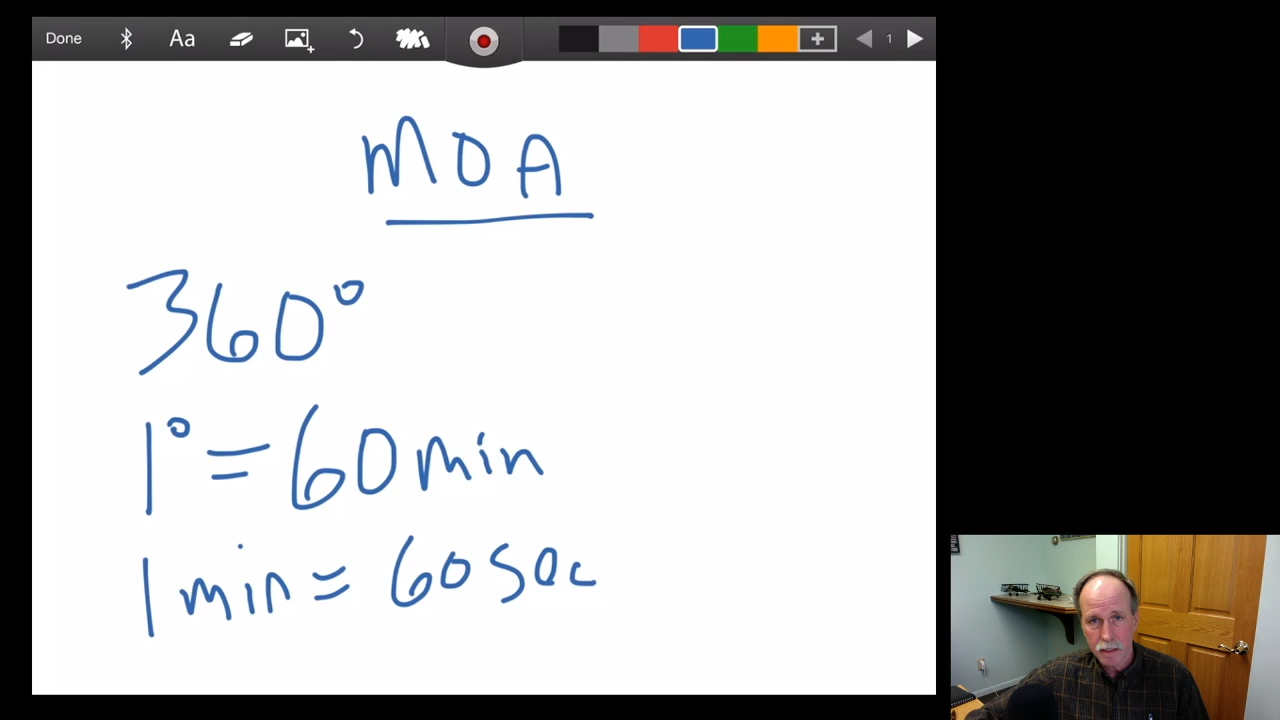 Done Aa 1
MOA
360°
1° = 60 min
1 min = 60 sec